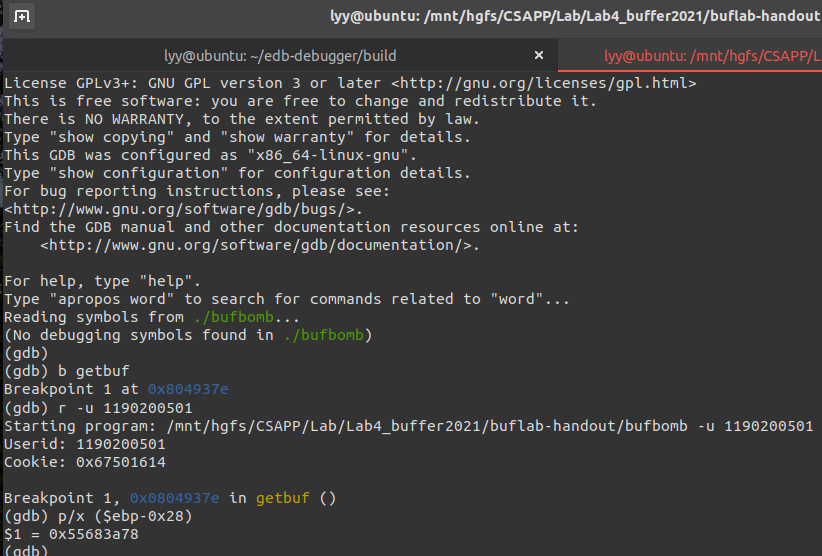 lyy@ubuntu: /mnt/hgfs/CSAPP/Lab/Lab4_buffer2021/buflab-handout
lyy@ubuntu: ~/edb-debugger/build × lyy@ubuntu: /mnt/hgfs/CSAPP/L
License GPLv3+: GNU GPL version 3 or later <http://gnu.org/licenses/gpl.html>
This is free software: you are free to change and redistribute it.
There is NO WARRANTY, to the extent permitted by law.
Type "show copying" and "show warranty" for details.
This GDB was configured as "x86_64-linux-gnu".
Type "show configuration" for configuration details.
For bug reporting instructions, please see:
<http://www.gnu.org/software/gdb/bugs/>.
Find the GDB manual and other documentation resources online at:
    <http://www.gnu.org/software/gdb/documentation/>.

For help, type "help".
Type "apropos word" to search for commands related to "word"...
Reading symbols from ./bufbomb...
(No debugging symbols found in ./bufbomb)
(gdb)
(gdb) b getbuf
Breakpoint 1 at 0x804937e
(gdb) r -u 1190200501
Starting program: /mnt/hgfs/CSAPP/Lab/Lab4_buffer2021/buflab-handout/bufbomb -u 1190200501
Userid: 1190200501
Cookie: 0x67501614

Breakpoint 1, 0x0804937e in getbuf ()
(gdb) p/x ($ebp-0x28)
$1 = 0x55683a78
(gdb)